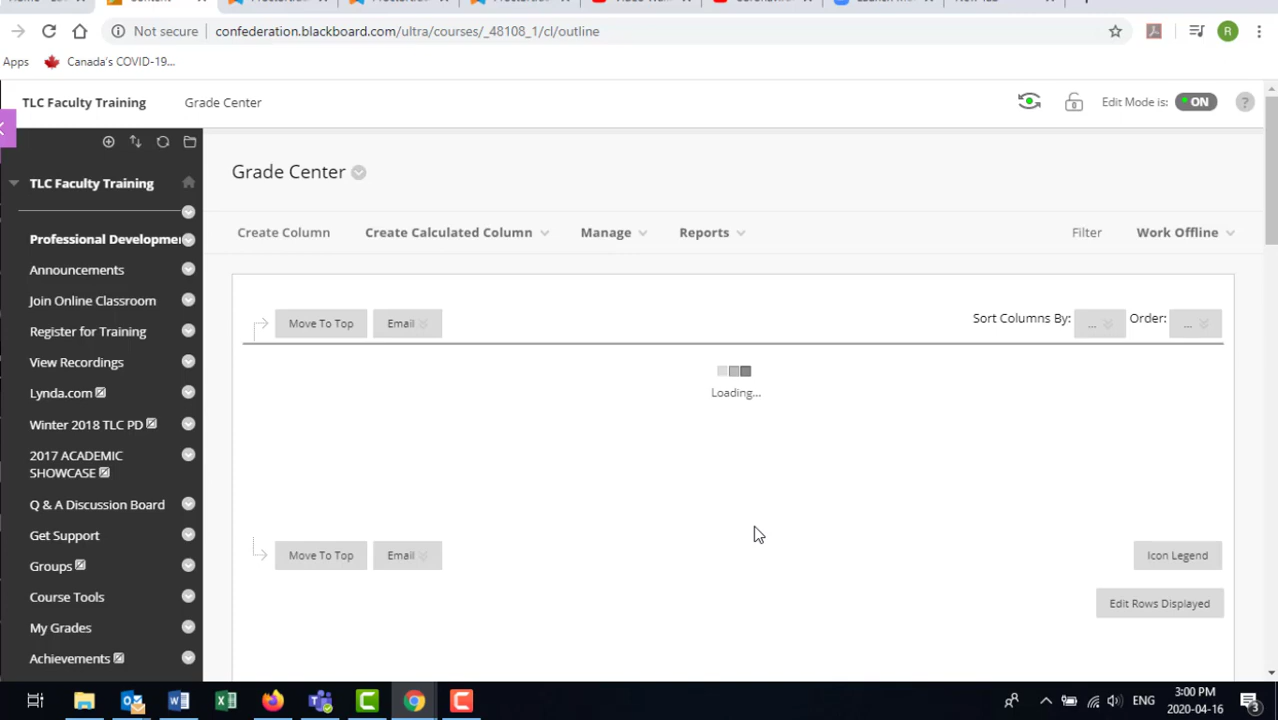 Not secure
confederation.blackboard.com/ultra/courses/_48108_1/cl/outline
R
Apps
Canada's COVID-19...
TLC Faculty Training
Grade Center
Edit Mode is:
ON
?
TLC Faculty Training
Professional Developme
Announcements
Join Online Classroom
Register for Training
View Recordings
Lynda.com
Winter 2018 TLC PD
2017 ACADEMIC
SHOWCASE
Q & A Discussion Board
Get Support
Groups
Course Tools
My Grades
Achievements
Grade Center
Create Column
Create Calculated Column
Manage
Reports
Filter
Work Offline
Move To Top
Email
Sort Columns By:
...
Order:
...
Loading...
Move To Top
Email
Icon Legend
Edit Rows Displayed
ENG
3:00 PM
2020-04-16
3